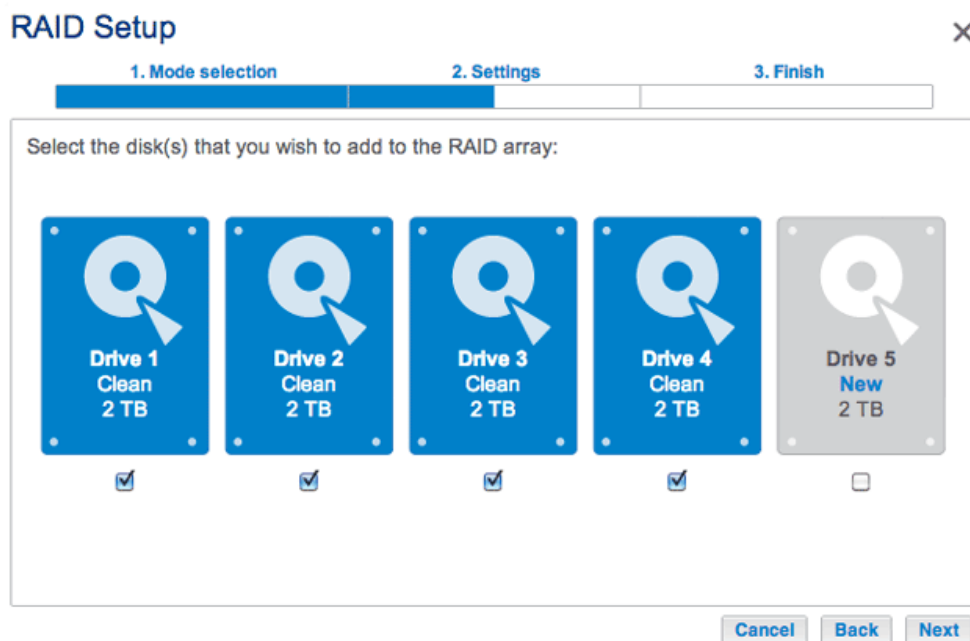 RAID Setup
1. Mode selection 2. Settings 3. Finish
Select the disk(s) that you wish to add to the RAID array:
Drive 1
Clean
2 TB
Drive 2
Clean
2 TB
Drive 3
Clean
2 TB
Drive 4
Clean
2 TB
Drive 5
New
2 TB
Cancel Back Next